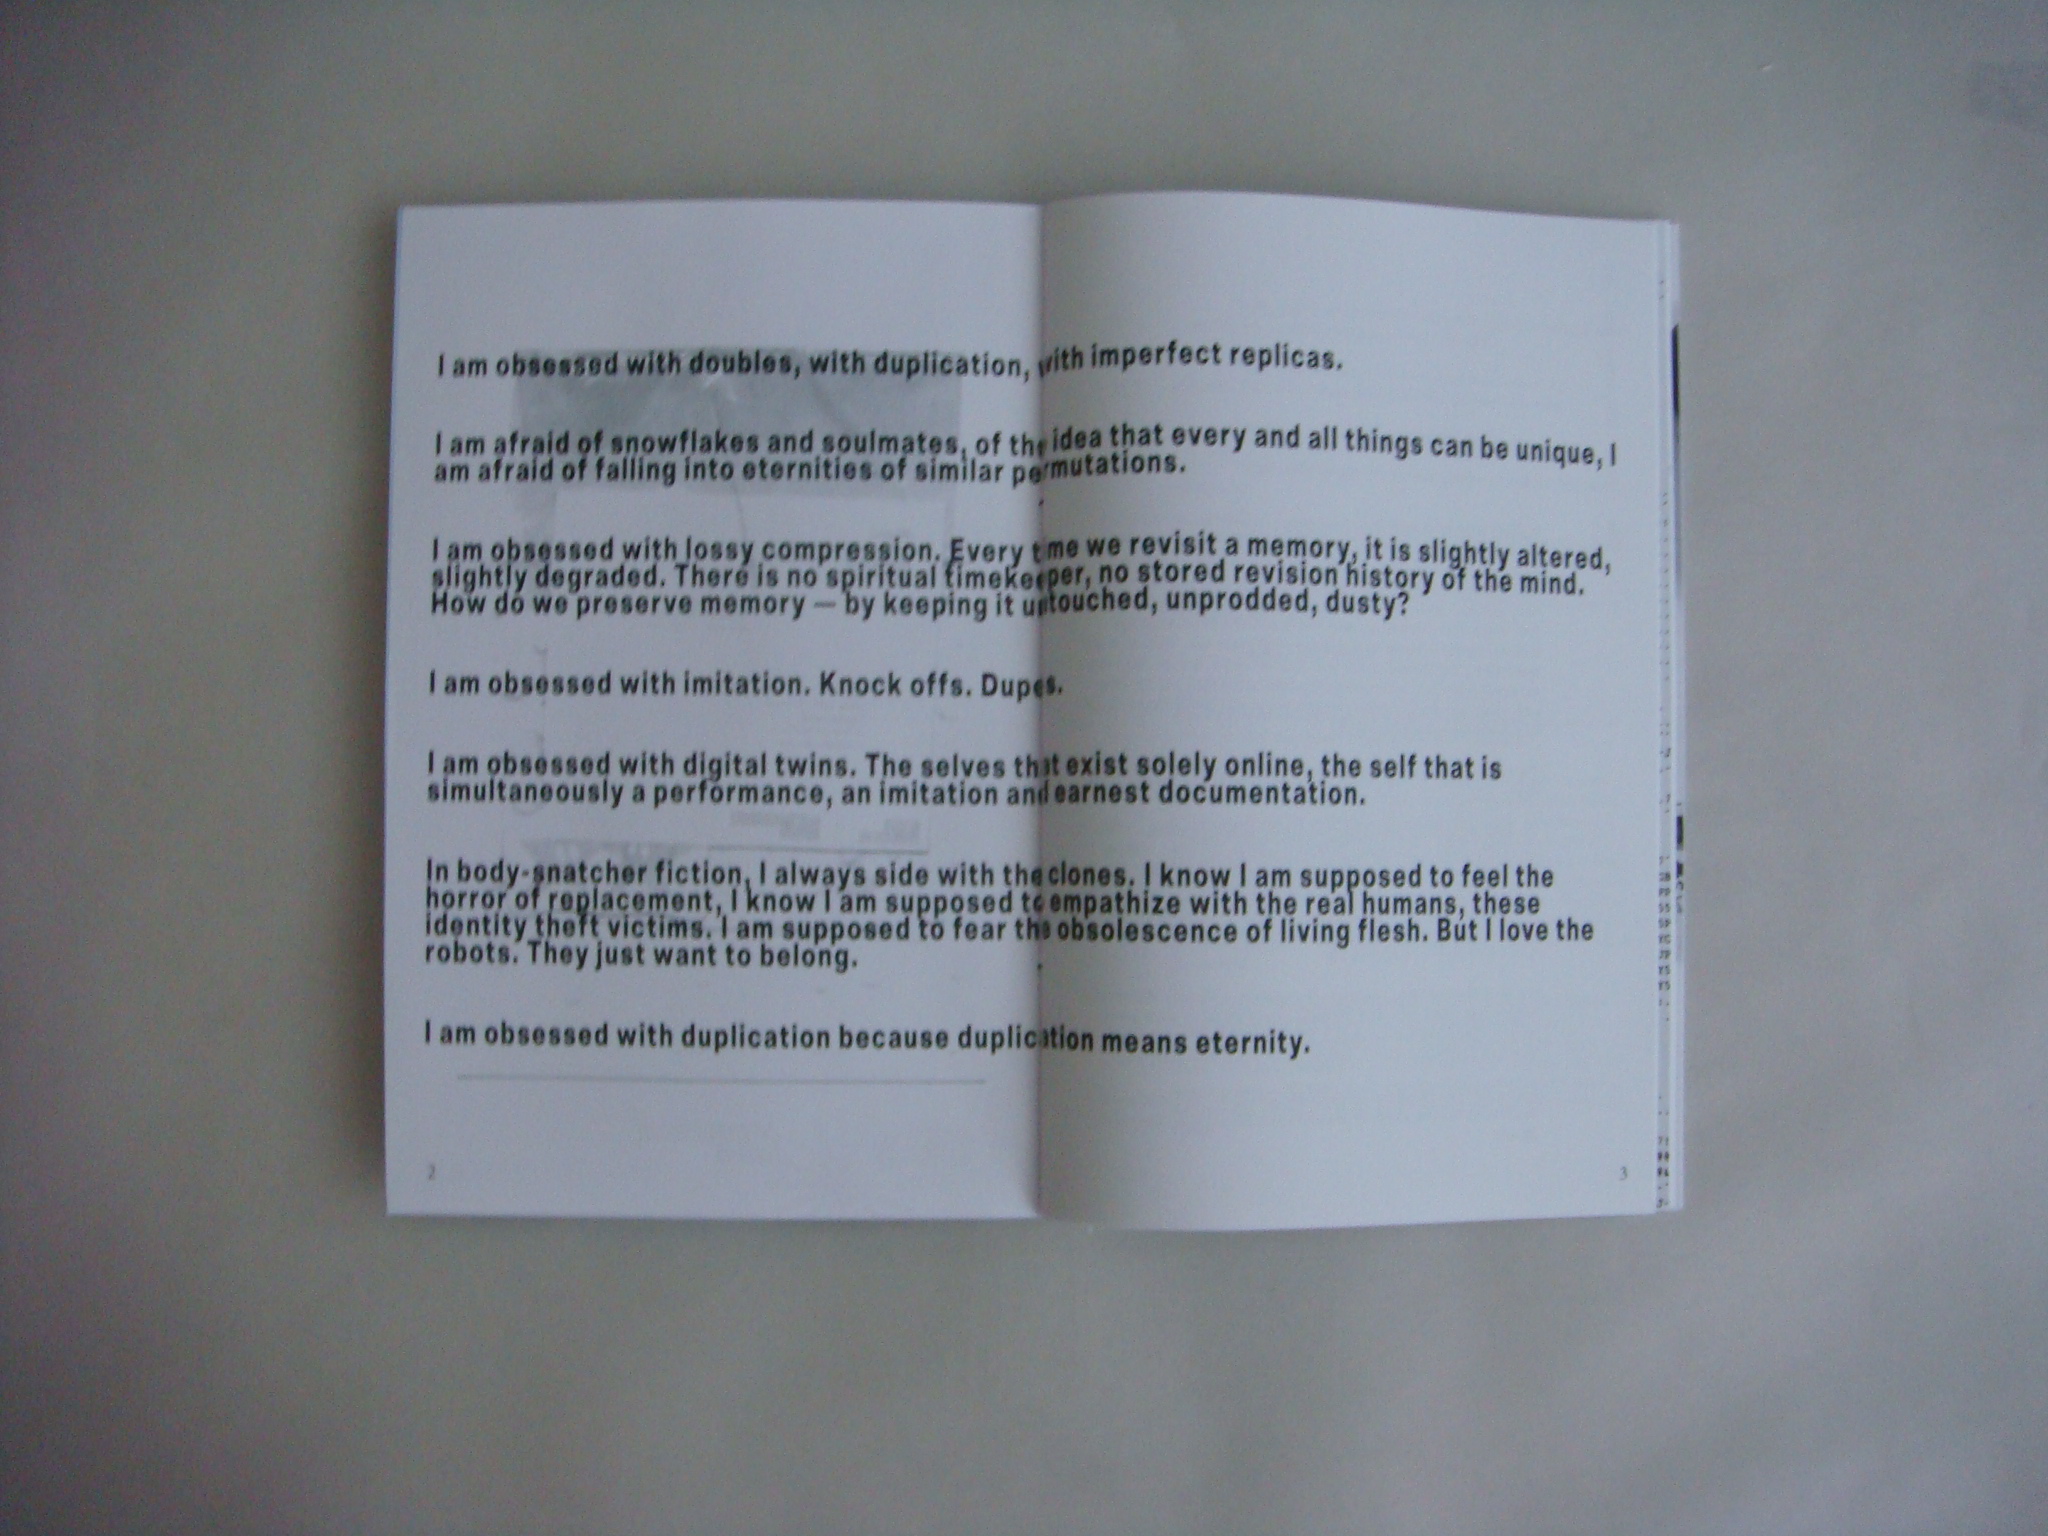 I am obsessed with doubles, with duplication, with imperfect replicas.
I am afraid of snowflakes and soulmates, of the idea that every and all things can be unique, I
am afraid of falling into eternities of similar permutations.
I am obsessed with lossy compression. Every time we revisit a memory, it is slightly altered,
slightly degraded. There is no spiritual timekeeper, no stored revision history of the mind.
How do we preserve memory — by keeping it untouched, unprodded, dusty?
I am obsessed with imitation. Knock offs. Dupes.
I am obsessed with digital twins. The selves that exist solely online, the self that is
simultaneously a performance, an imitation and earnest documentation.
In body-snatcher fiction, I always side with the clones. I know I am supposed to feel the
horror of replacement, I know I am supposed to empathize with the real humans, these
identity theft victims. I am supposed to fear the obsolescence of living flesh. But I love the
robots. They just want to belong.
I am obsessed with duplication because duplication means eternity.
2
3